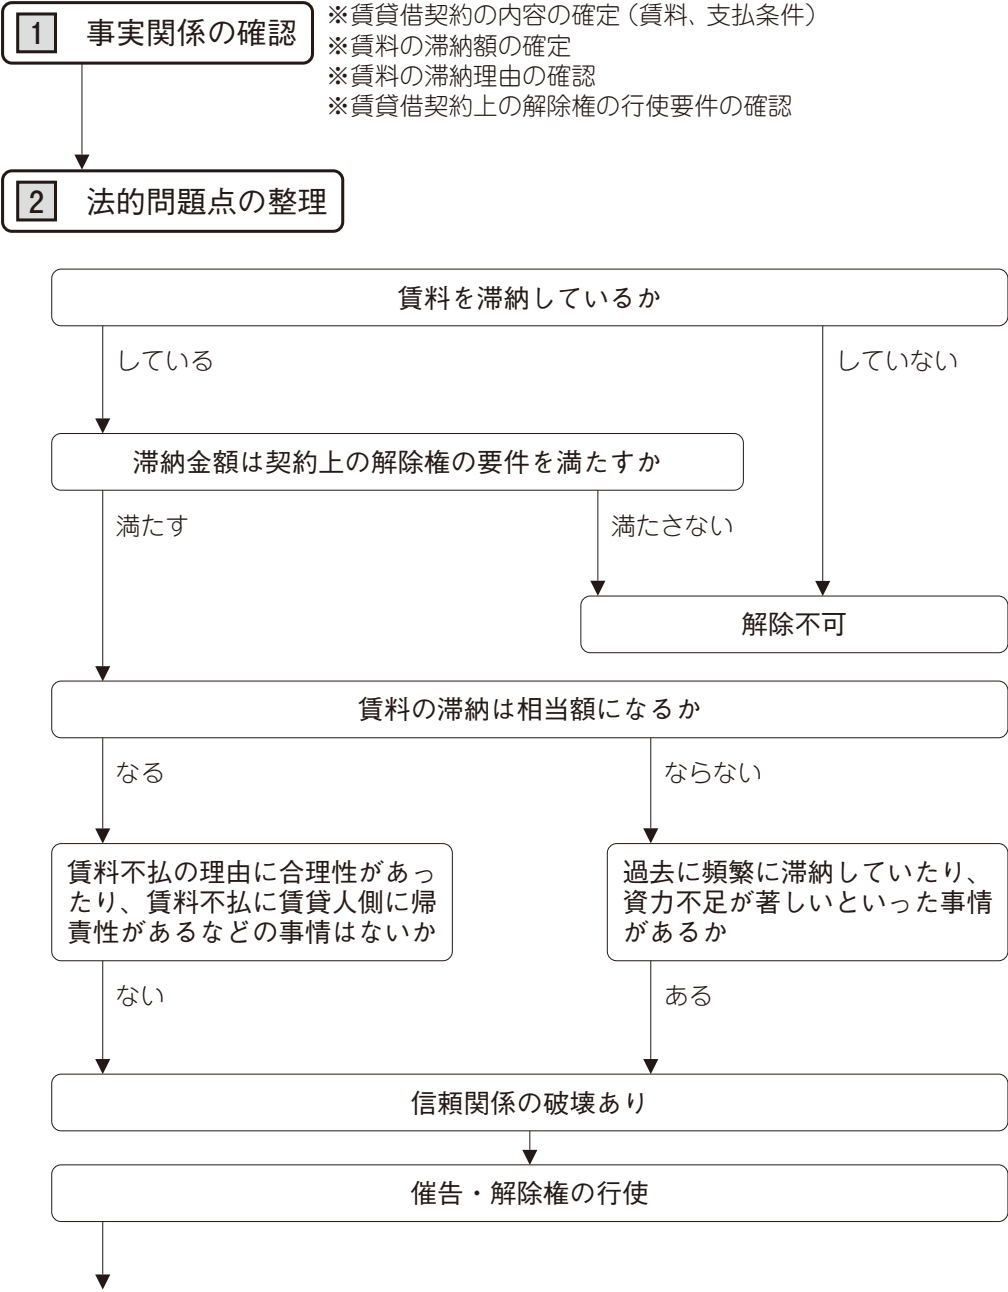 1 事実関係の確認
※賃貸借契約の内容の確定（賃料、支払条件）
※賃料の滞納額の確定
※賃料の滞納理由の確認
※賃貸借契約上の解除権の行使要件の確認
2 法的問題点の整理
賃料を滞納しているか
している
していない
滞納金額は契約上の解除権の要件を満たすか
満たす
満たさない
解除不可
賃料の滞納は相当額になるか
なる
ならない
賃料不払の理由に合理性があっ
たり、賃料不払に賃貸人側に帰
責性があるなどの事情はないか
過去に頻繁に滞納していたり、
資力不足が著しいといった事情
があるか
ない
ある
信頼関係の破壊あり
催告・解除権の行使